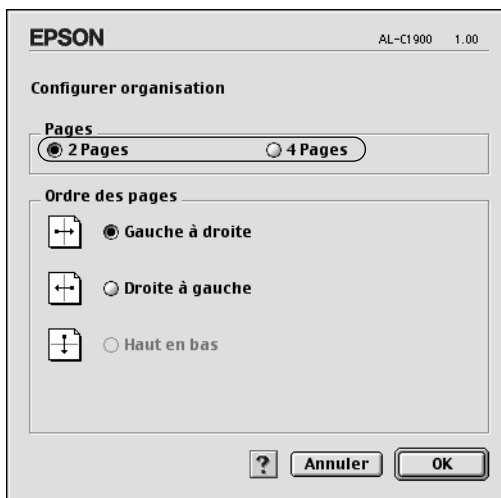 EPSON AL-C1900 1.00
Configurer organisation
Pages
2 Pages 4 Pages
Ordre des pages
Gauche à droite
Droite à gauche
Haut en bas
? Annuler OK